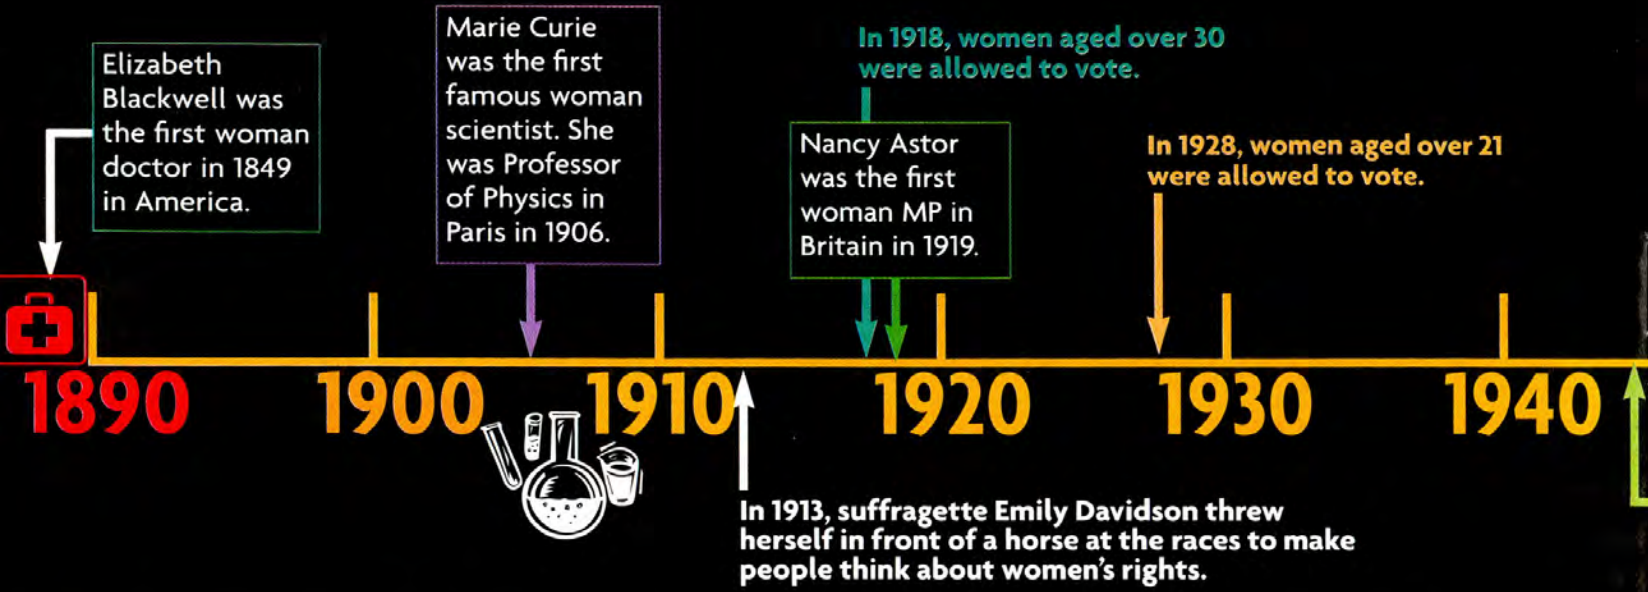 Elizabeth
Blackwell was
the first woman
doctor in 1849
in America.
Marie Curie
was the first
famous woman
scientist. She
was Professor
of Physics in
Paris in 1906.
In 1918, women aged over 30
were allowed to vote.
Nancy Astor
was the first
woman MP in
Britain in 1919.
In 1928, women aged over 21
were allowed to vote.
1890
1900
1910
1920
1930
1940
In 1913, suffragette Emily Davidson threw
herself in front of a horse at the races to make
people think about women's rights.